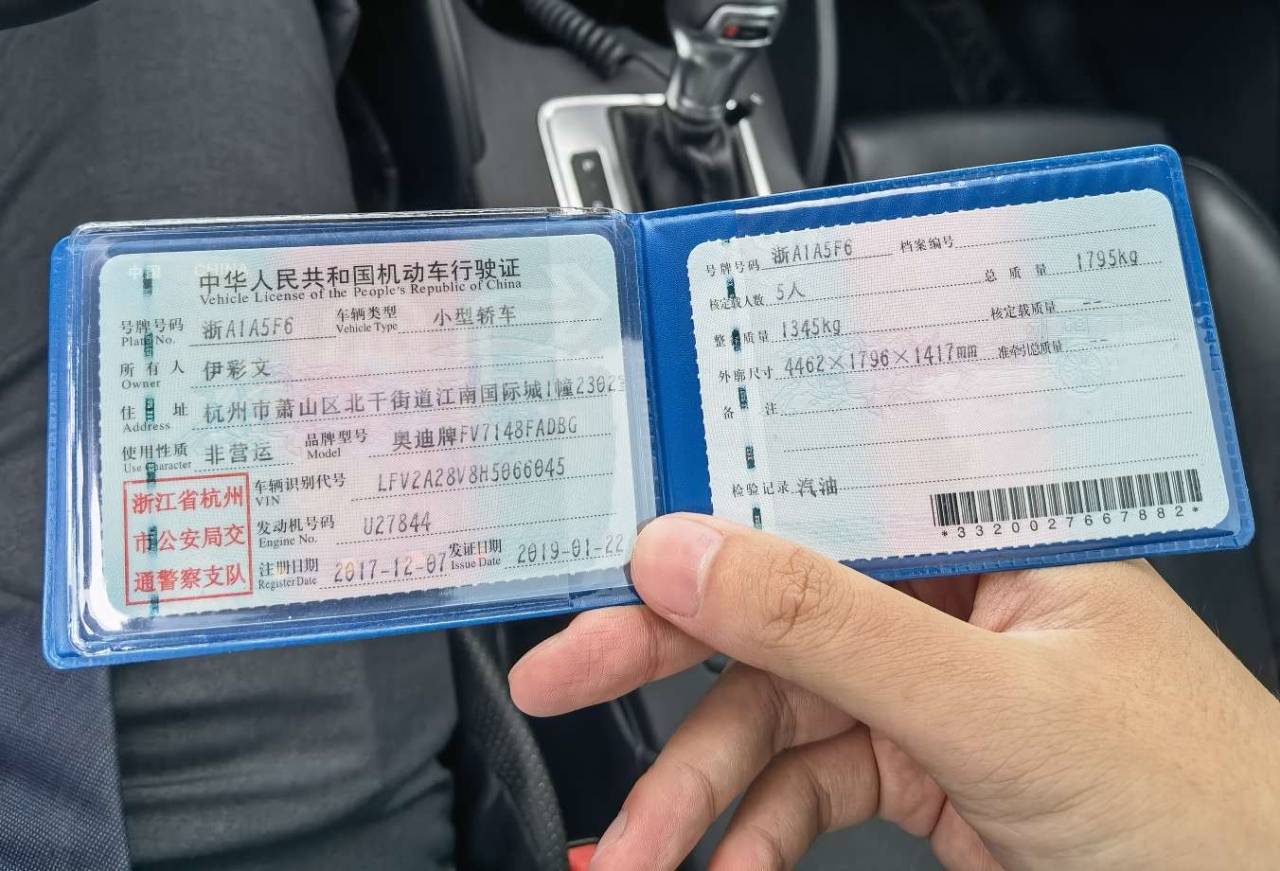 中华人民共和国机动车行驶证
Vehicle License of the People's Republic of China
号牌号码 浙A1A5F6 车辆类型 小型轿车
Plate No. Vehicle Type
所有人 伊彩文
Owner
住址 杭州市萧山区北干街道江南国际城1幢23023
Address
使用性质 非营运 品牌型号 奥迪牌FV7148FADBG
Use Character Model
浙江省杭州
市公安局交
通警察支队
车辆识别代号 LFV2A28V8H5066045
VIN
发动机号码 U27844
Engine No.
注册日期 2017-12-07 发证日期 2019-01-22
Register Date Issue Date
号牌号码 浙A1A5F6 档案编号
核定载人数 5人 总质量 1795kg
整备质量 1345kg 核定载质量 --
外廓尺寸 4462×1796×1417mm 准牵引总质量 --
备注
检验记录 汽油
*3320027667882*